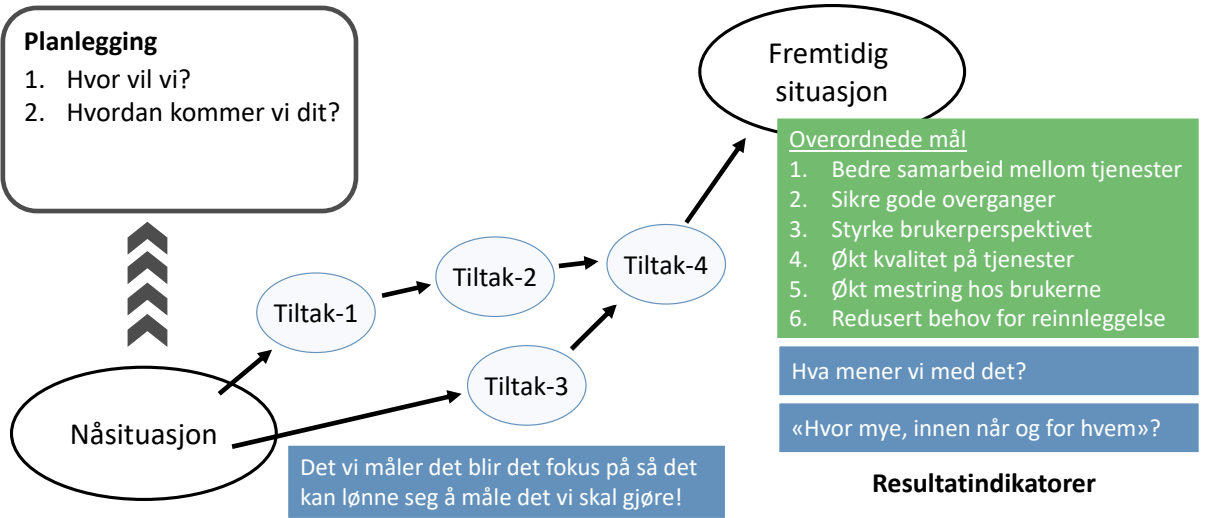 Planlegging
1. Hvor vil vi?
2. Hvordan kommer vi dit?
Fremtidig
situasjon
Overordnede mål
1. Bedre samarbeid mellom tjenester
2. Sikre gode overganger
3. Styrke brukerperspektivet
4. Økt kvalitet på tjenester
5. Økt mestring hos brukerne
6. Redusert behov for reinnleggelse
Tiltak-1
Tiltak-2
Tiltak-4
Tiltak-3
Nåsituasjon
Hva mener vi med det?
«Hvor mye, innen når og for hvem»?
Det vi måler det blir det fokus på så det
kan lønne seg å måle det vi skal gjøre!
Resultatindikatorer